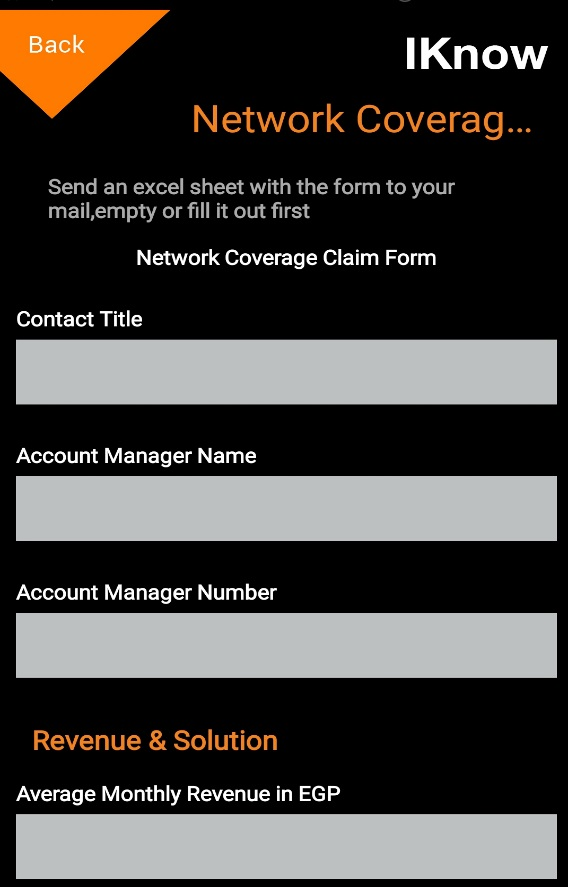 Back
IKnow
Network Coverag...
Send an excel sheet with the form to your
mail,empty or fill it out first
Network Coverage Claim Form
Contact Title
Account Manager Name
Account Manager Number
Revenue & Solution
Average Monthly Revenue in EGP